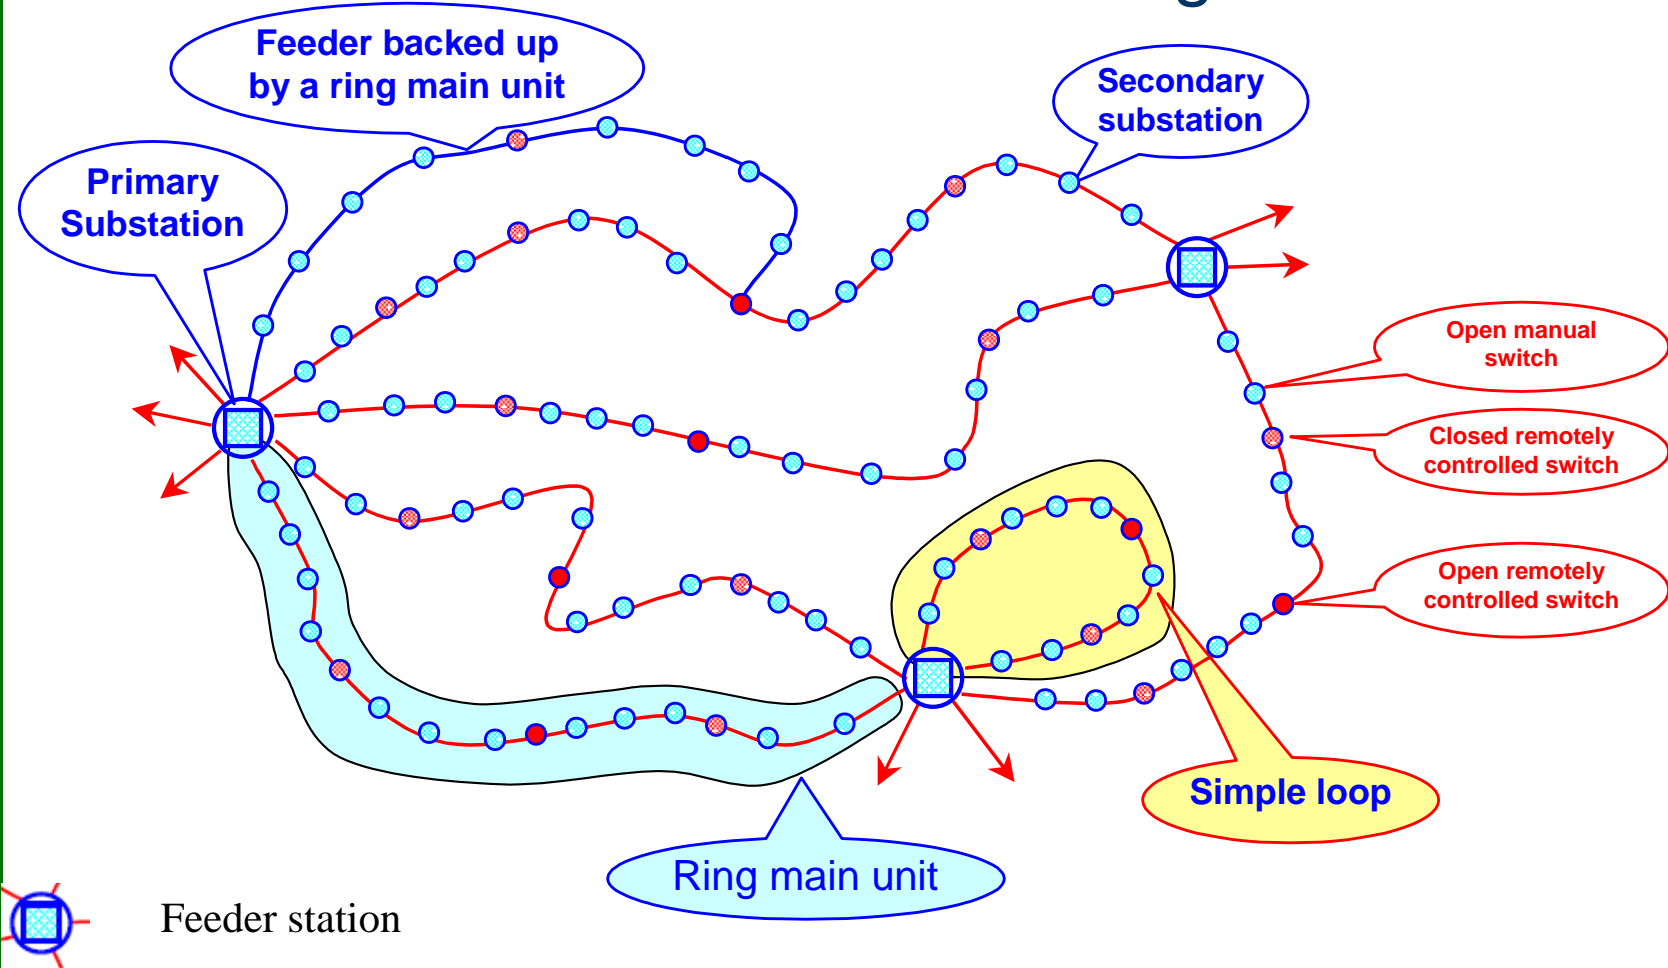 Feeder backed up
by a ring main unit
Secondary
substation
Primary
Substation
Open manual
switch
Closed remotely
controlled switch
Open remotely
controlled switch
Simple loop
Ring main unit
Feeder station